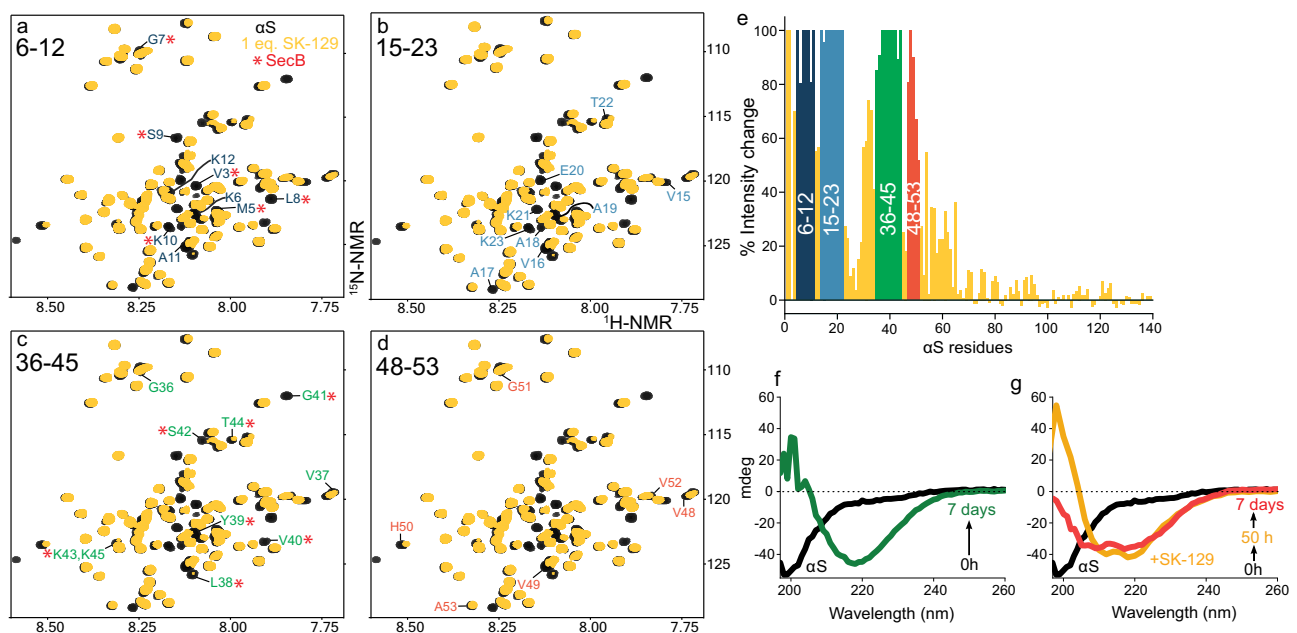 a
6-12
αS
1 eq. SK-129
* SecB
G7*
*S9
K12
V3*
K6
M5*
L8*
*K10
A11
8.50
8.25
8.00
7.75
110
115
120
125
¹⁵N-NMR
b
15-23
T22
E20
V15
K21
A19
K23
A18
V16
A17
8.50
8.25
8.00
7.75
¹H-NMR
c
36-45
G36
G41*
T44*
*S42
V37
Y39*
V40*
*K43,K45
L38*
8.50
8.25
8.00
7.75
110
115
120
125
d
48-53
G51
V52
V48
H50
V49
A53
8.50
8.25
8.00
7.75
e
% Intensity change
100
80
60
40
20
0
6-12
15-23
36-45
48-53
0
20
40
60
80
100
120
140
αS residues
f
mdeg
60
40
20
0
-20
-40
7 days
0h
αS
200
220
240
260
Wavelength (nm)
g
60
40
20
0
-20
-40
7 days
50 h
0h
+SK-129
αS
200
220
240
260
Wavelength (nm)